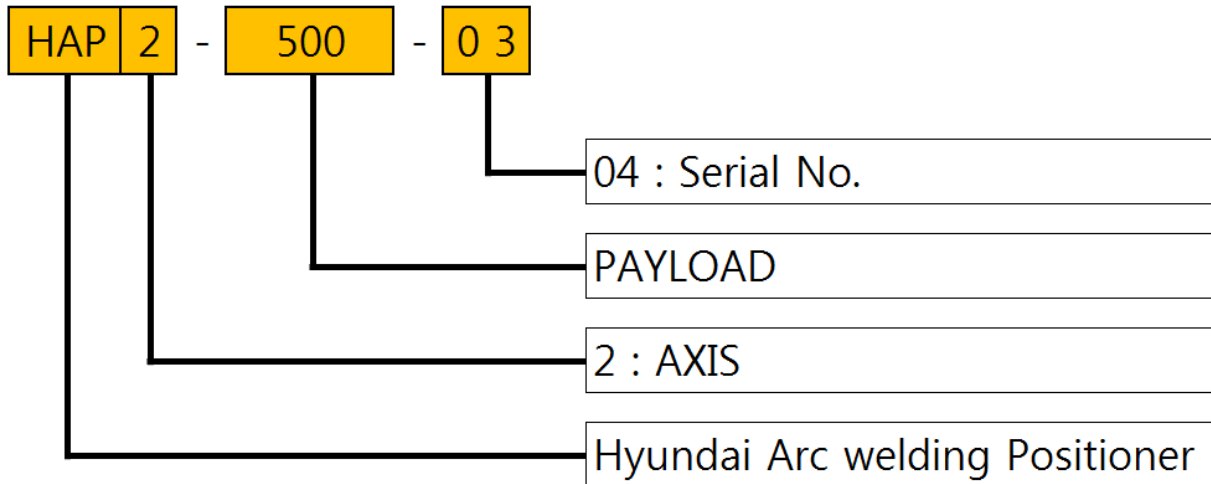 HAP 2 - 500 - 0 3
04 : Serial No.
PAYLOAD
2 : AXIS
Hyundai Arc welding Positioner